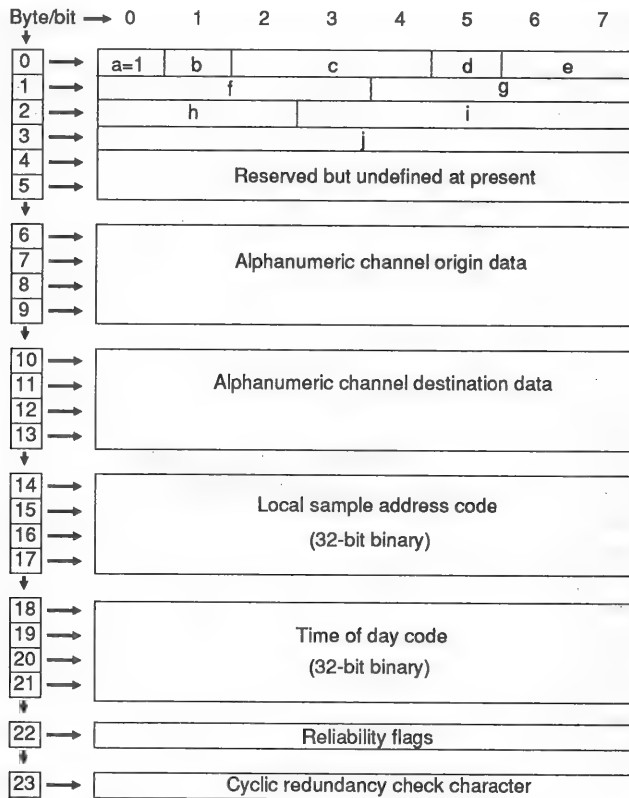 Byte/bit 0 1 2 3 4 5 6 7
0 a=1 b c d e
1 f g
2 h i
3 j
4
5 Reserved but undefined at present
6
7 Alphanumeric channel origin data
8
9
10
11 Alphanumeric channel destination data
12
13
14
15 Local sample address code
16 (32-bit binary)
17
18
19 Time of day code
20 (32-bit binary)
21
22 Reliability flags
23 Cyclic redundancy check character